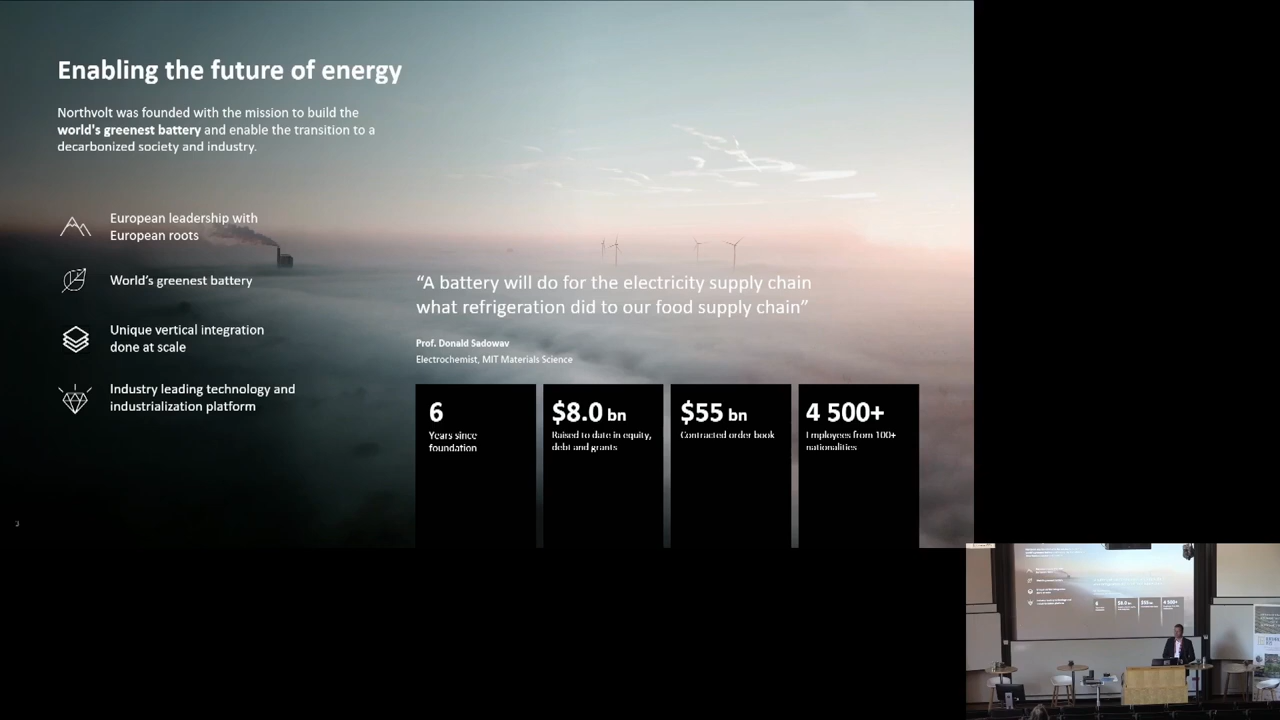 Enabling the future of energy
Northvolt was founded with the mission to build the
world's greenest battery and enable the transition to a
decarbonized society and industry.
European leadership with
European roots
World's greenest battery
Unique vertical integration
done at scale
Industry leading technology and
industrialization platform
“A battery will do for the electricity supply chain
what refrigeration did to our food supply chain”
Prof. Donald Sadoway
Electrochemist, MIT Materials Science
6
Years since
foundation
$8.0 bn
Raised to date in equity,
debt and grants
$55 bn
Contracted order book
4 500+
Employees from 100+
nationalities
3